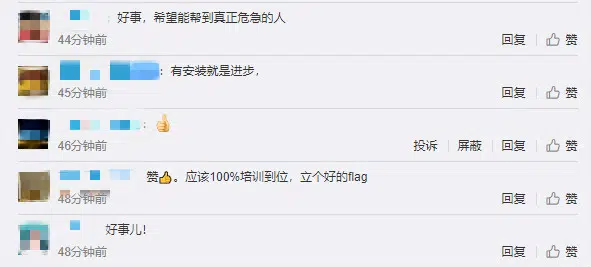 : 好事，希望能帮到真正危急的人
44分钟前 回复 赞
: 有安装就是进步，
45分钟前 回复 赞
: 👍
46分钟前 投诉 屏蔽 回复 赞
赞👍。应该100%培训到位，立个好的flag
48分钟前 回复 赞
好事儿！
48分钟前 回复 赞